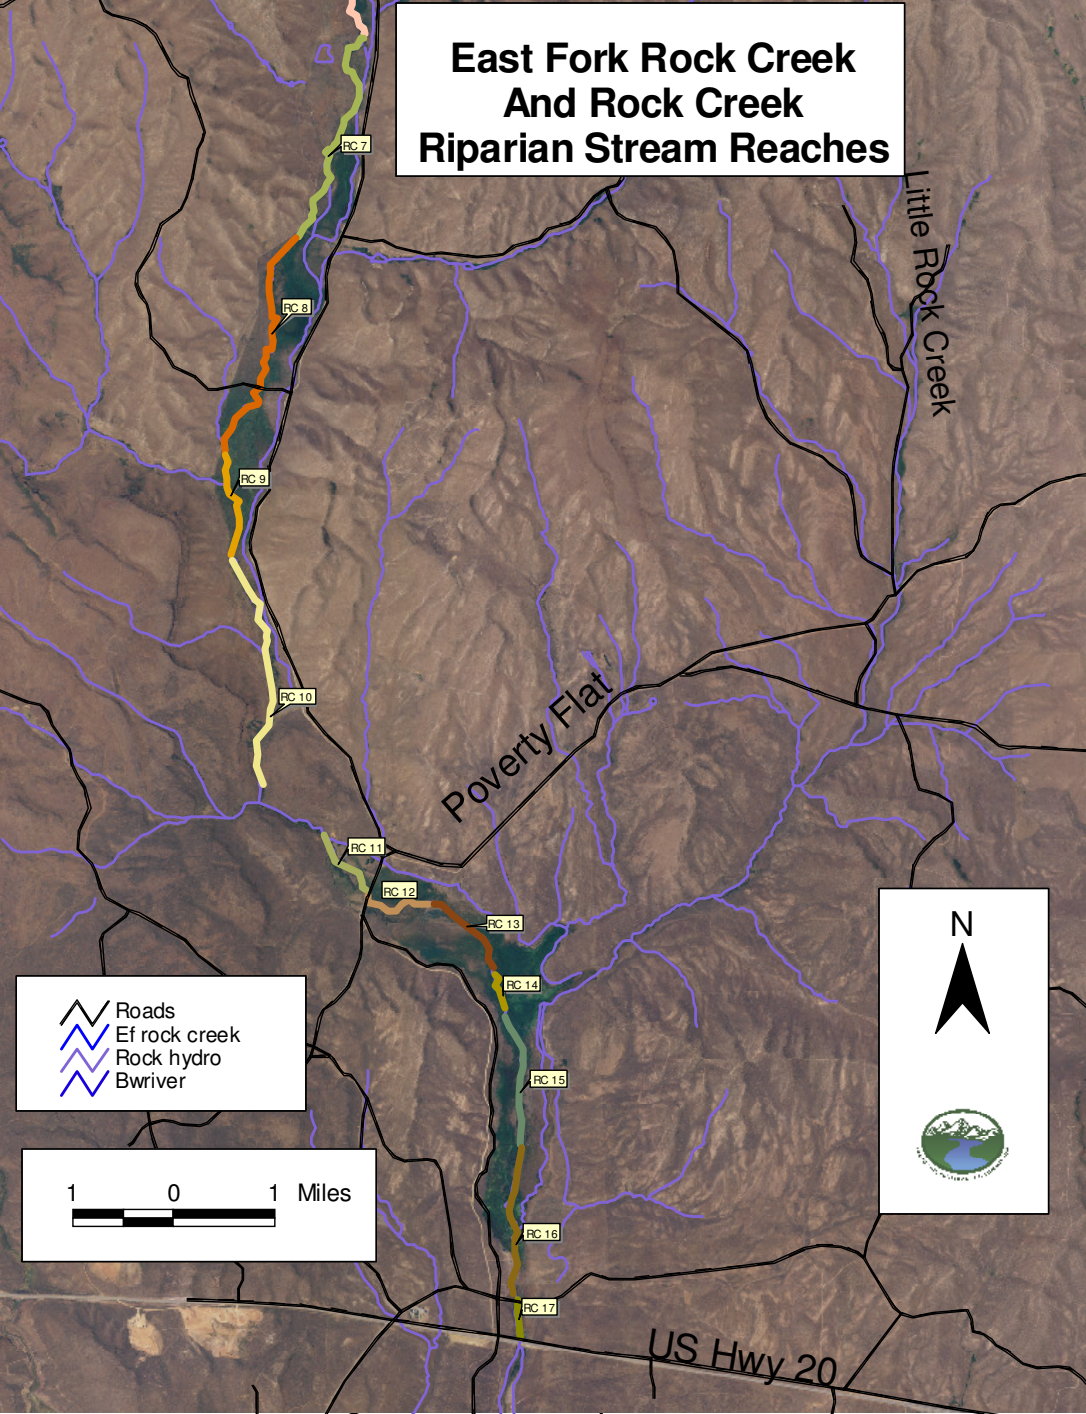 East Fork Rock Creek
And Rock Creek
Riparian Stream Reaches
RC 7
Little Rock Creek
RC 8
RC 9
RC 10
Poverty Flat
RC 11
RC 12
RC 13
RC 14
RC 15
RC 16
RC 17
US Hwy 20
N
Roads
Ef rock creek
Rock hydro
Bwriver
1 0 1 Miles